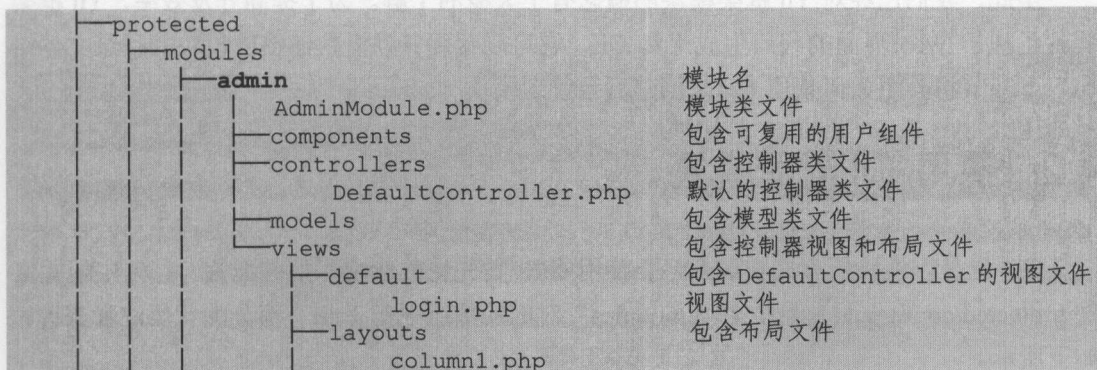 protected
modules
admin 模块名
AdminModule.php 模块类文件
components 包含可复用的用户组件
controllers 包含控制器类文件
DefaultController.php 默认的控制器类文件
models 包含模型类文件
views 包含控制器视图和布局文件
default 包含 DefaultController 的视图文件
login.php 视图文件
layouts 包含布局文件
column1.php